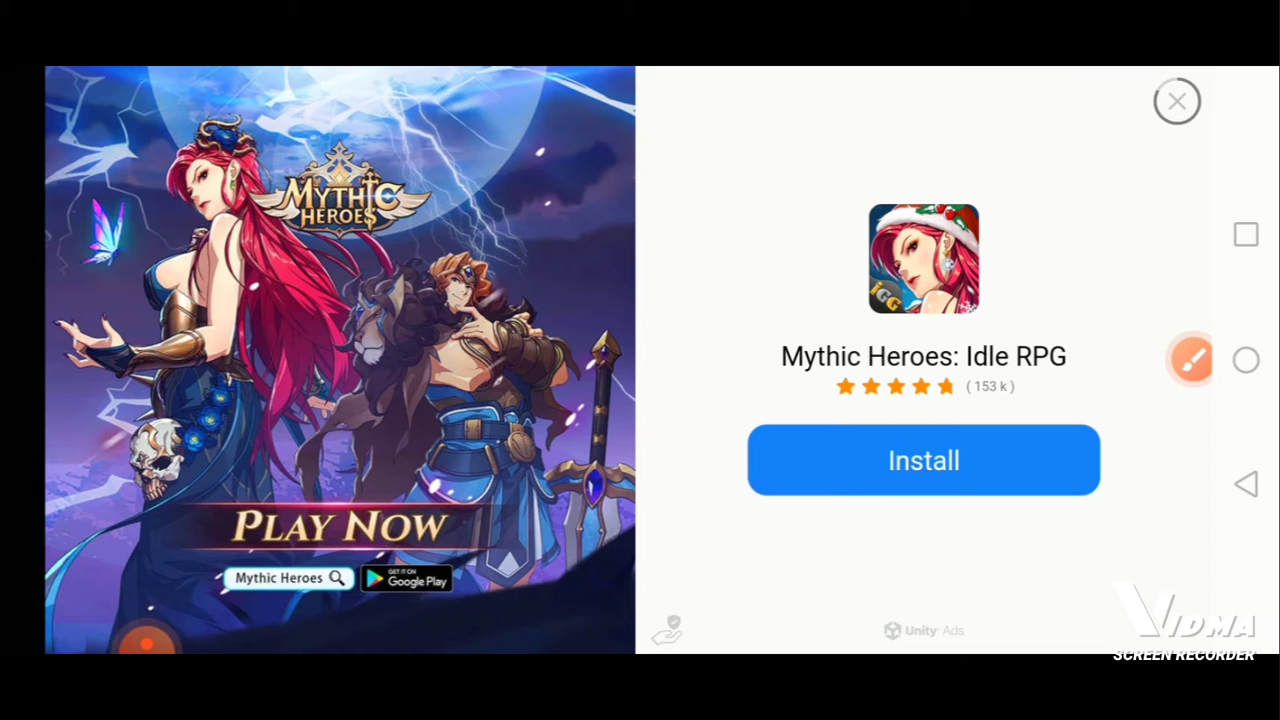 MYTHIC
HEROES
PLAY NOW
Mythic Heroes
GET IT ON
Google Play
IGG
Mythic Heroes: Idle RPG
( 153 k )
Install
Unity Ads
VIDMA
SCREEN RECORDER